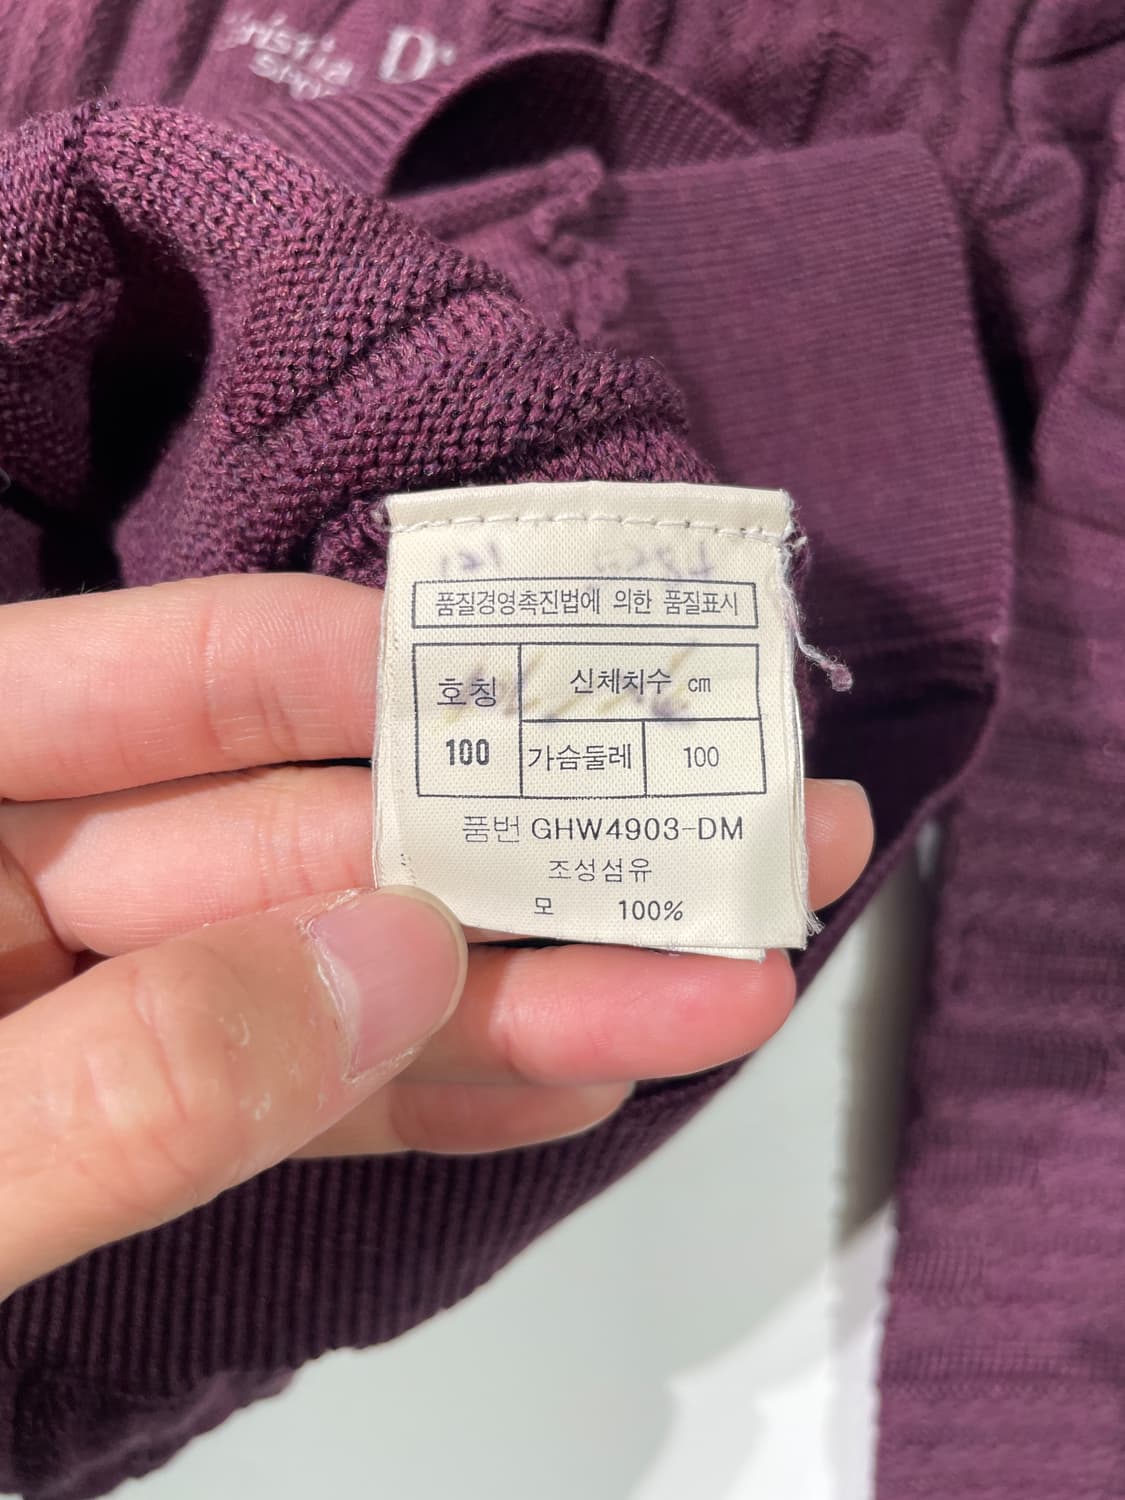 품질경영촉진법에 의한 품질표시
호칭 신체치수 cm
100 가슴둘레 100
품번 GHW4903-DM
조성섬유
모 100%